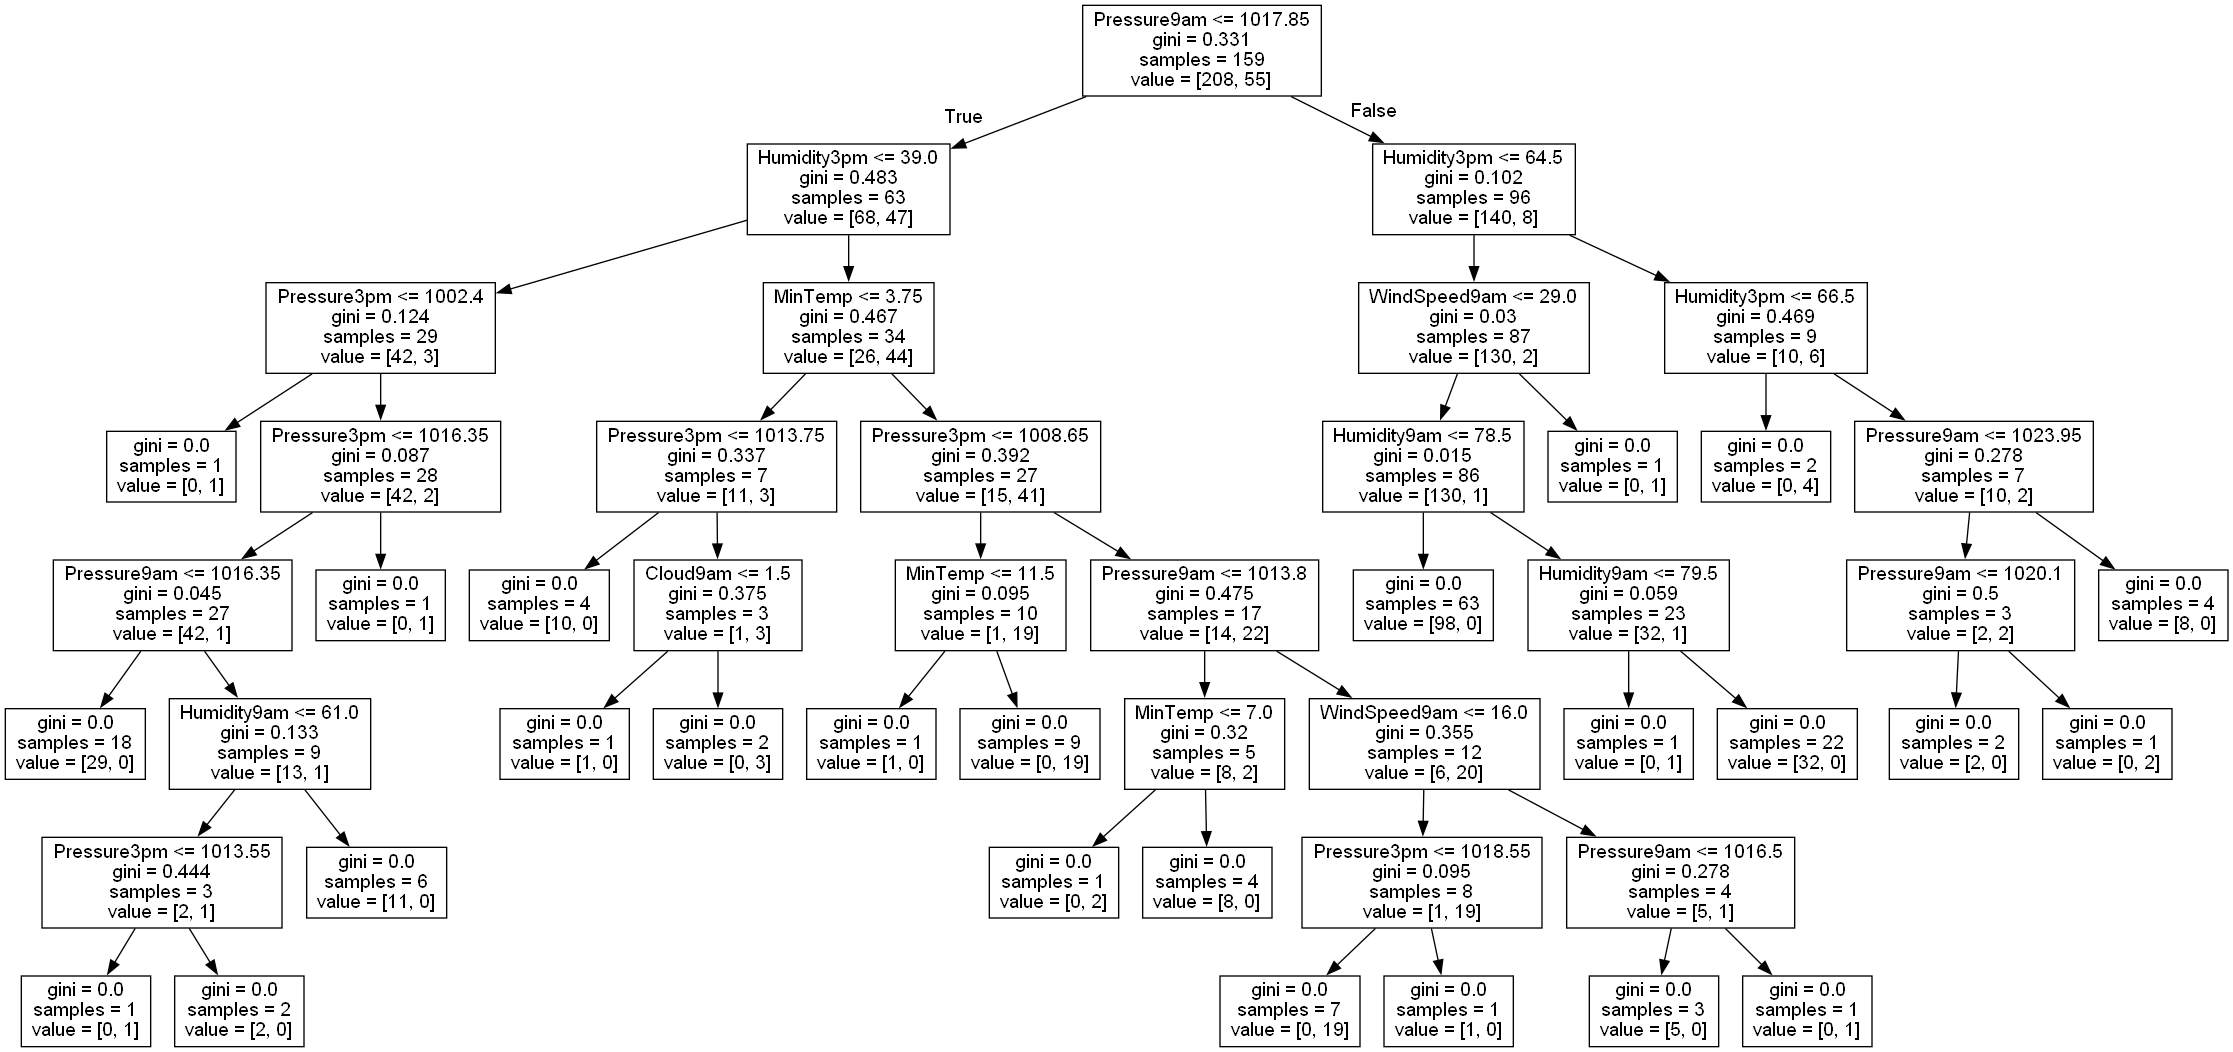 Pressure9am <= 1017.85
gini = 0.331
samples = 159
value = [208, 55]
True
False
Humidity3pm <= 39.0
gini = 0.483
samples = 63
value = [68, 47]
Humidity3pm <= 64.5
gini = 0.102
samples = 96
value = [140, 8]
Pressure3pm <= 1002.4
gini = 0.124
samples = 29
value = [42, 3]
MinTemp <= 3.75
gini = 0.467
samples = 34
value = [26, 44]
WindSpeed9am <= 29.0
gini = 0.03
samples = 87
value = [130, 2]
Humidity3pm <= 66.5
gini = 0.469
samples = 9
value = [10, 6]
gini = 0.0
samples = 1
value = [0, 1]
Pressure3pm <= 1016.35
gini = 0.087
samples = 28
value = [42, 2]
Pressure3pm <= 1013.75
gini = 0.337
samples = 7
value = [11, 3]
Pressure3pm <= 1008.65
gini = 0.392
samples = 27
value = [15, 41]
Humidity9am <= 78.5
gini = 0.015
samples = 86
value = [130, 1]
gini = 0.0
samples = 1
value = [0, 1]
gini = 0.0
samples = 2
value = [0, 4]
Pressure9am <= 1023.95
gini = 0.278
samples = 7
value = [10, 2]
Pressure9am <= 1016.35
gini = 0.045
samples = 27
value = [42, 1]
gini = 0.0
samples = 1
value = [0, 1]
gini = 0.0
samples = 4
value = [10, 0]
Cloud9am <= 1.5
gini = 0.375
samples = 3
value = [1, 3]
MinTemp <= 11.5
gini = 0.095
samples = 10
value = [1, 19]
Pressure9am <= 1013.8
gini = 0.475
samples = 17
value = [14, 22]
gini = 0.0
samples = 63
value = [98, 0]
Humidity9am <= 79.5
gini = 0.059
samples = 23
value = [32, 1]
Pressure9am <= 1020.1
gini = 0.5
samples = 3
value = [2, 2]
gini = 0.0
samples = 4
value = [8, 0]
gini = 0.0
samples = 18
value = [29, 0]
Humidity9am <= 61.0
gini = 0.133
samples = 9
value = [13, 1]
gini = 0.0
samples = 1
value = [1, 0]
gini = 0.0
samples = 2
value = [0, 3]
gini = 0.0
samples = 1
value = [1, 0]
gini = 0.0
samples = 9
value = [0, 19]
MinTemp <= 7.0
gini = 0.32
samples = 5
value = [8, 2]
WindSpeed9am <= 16.0
gini = 0.355
samples = 12
value = [6, 20]
gini = 0.0
samples = 1
value = [0, 1]
gini = 0.0
samples = 22
value = [32, 0]
gini = 0.0
samples = 2
value = [2, 0]
gini = 0.0
samples = 1
value = [0, 2]
Pressure3pm <= 1013.55
gini = 0.444
samples = 3
value = [2, 1]
gini = 0.0
samples = 6
value = [11, 0]
gini = 0.0
samples = 1
value = [0, 2]
gini = 0.0
samples = 4
value = [8, 0]
Pressure3pm <= 1018.55
gini = 0.095
samples = 8
value = [1, 19]
Pressure9am <= 1016.5
gini = 0.278
samples = 4
value = [5, 1]
gini = 0.0
samples = 1
value = [0, 1]
gini = 0.0
samples = 2
value = [2, 0]
gini = 0.0
samples = 7
value = [0, 19]
gini = 0.0
samples = 1
value = [1, 0]
gini = 0.0
samples = 3
value = [5, 0]
gini = 0.0
samples = 1
value = [0, 1]